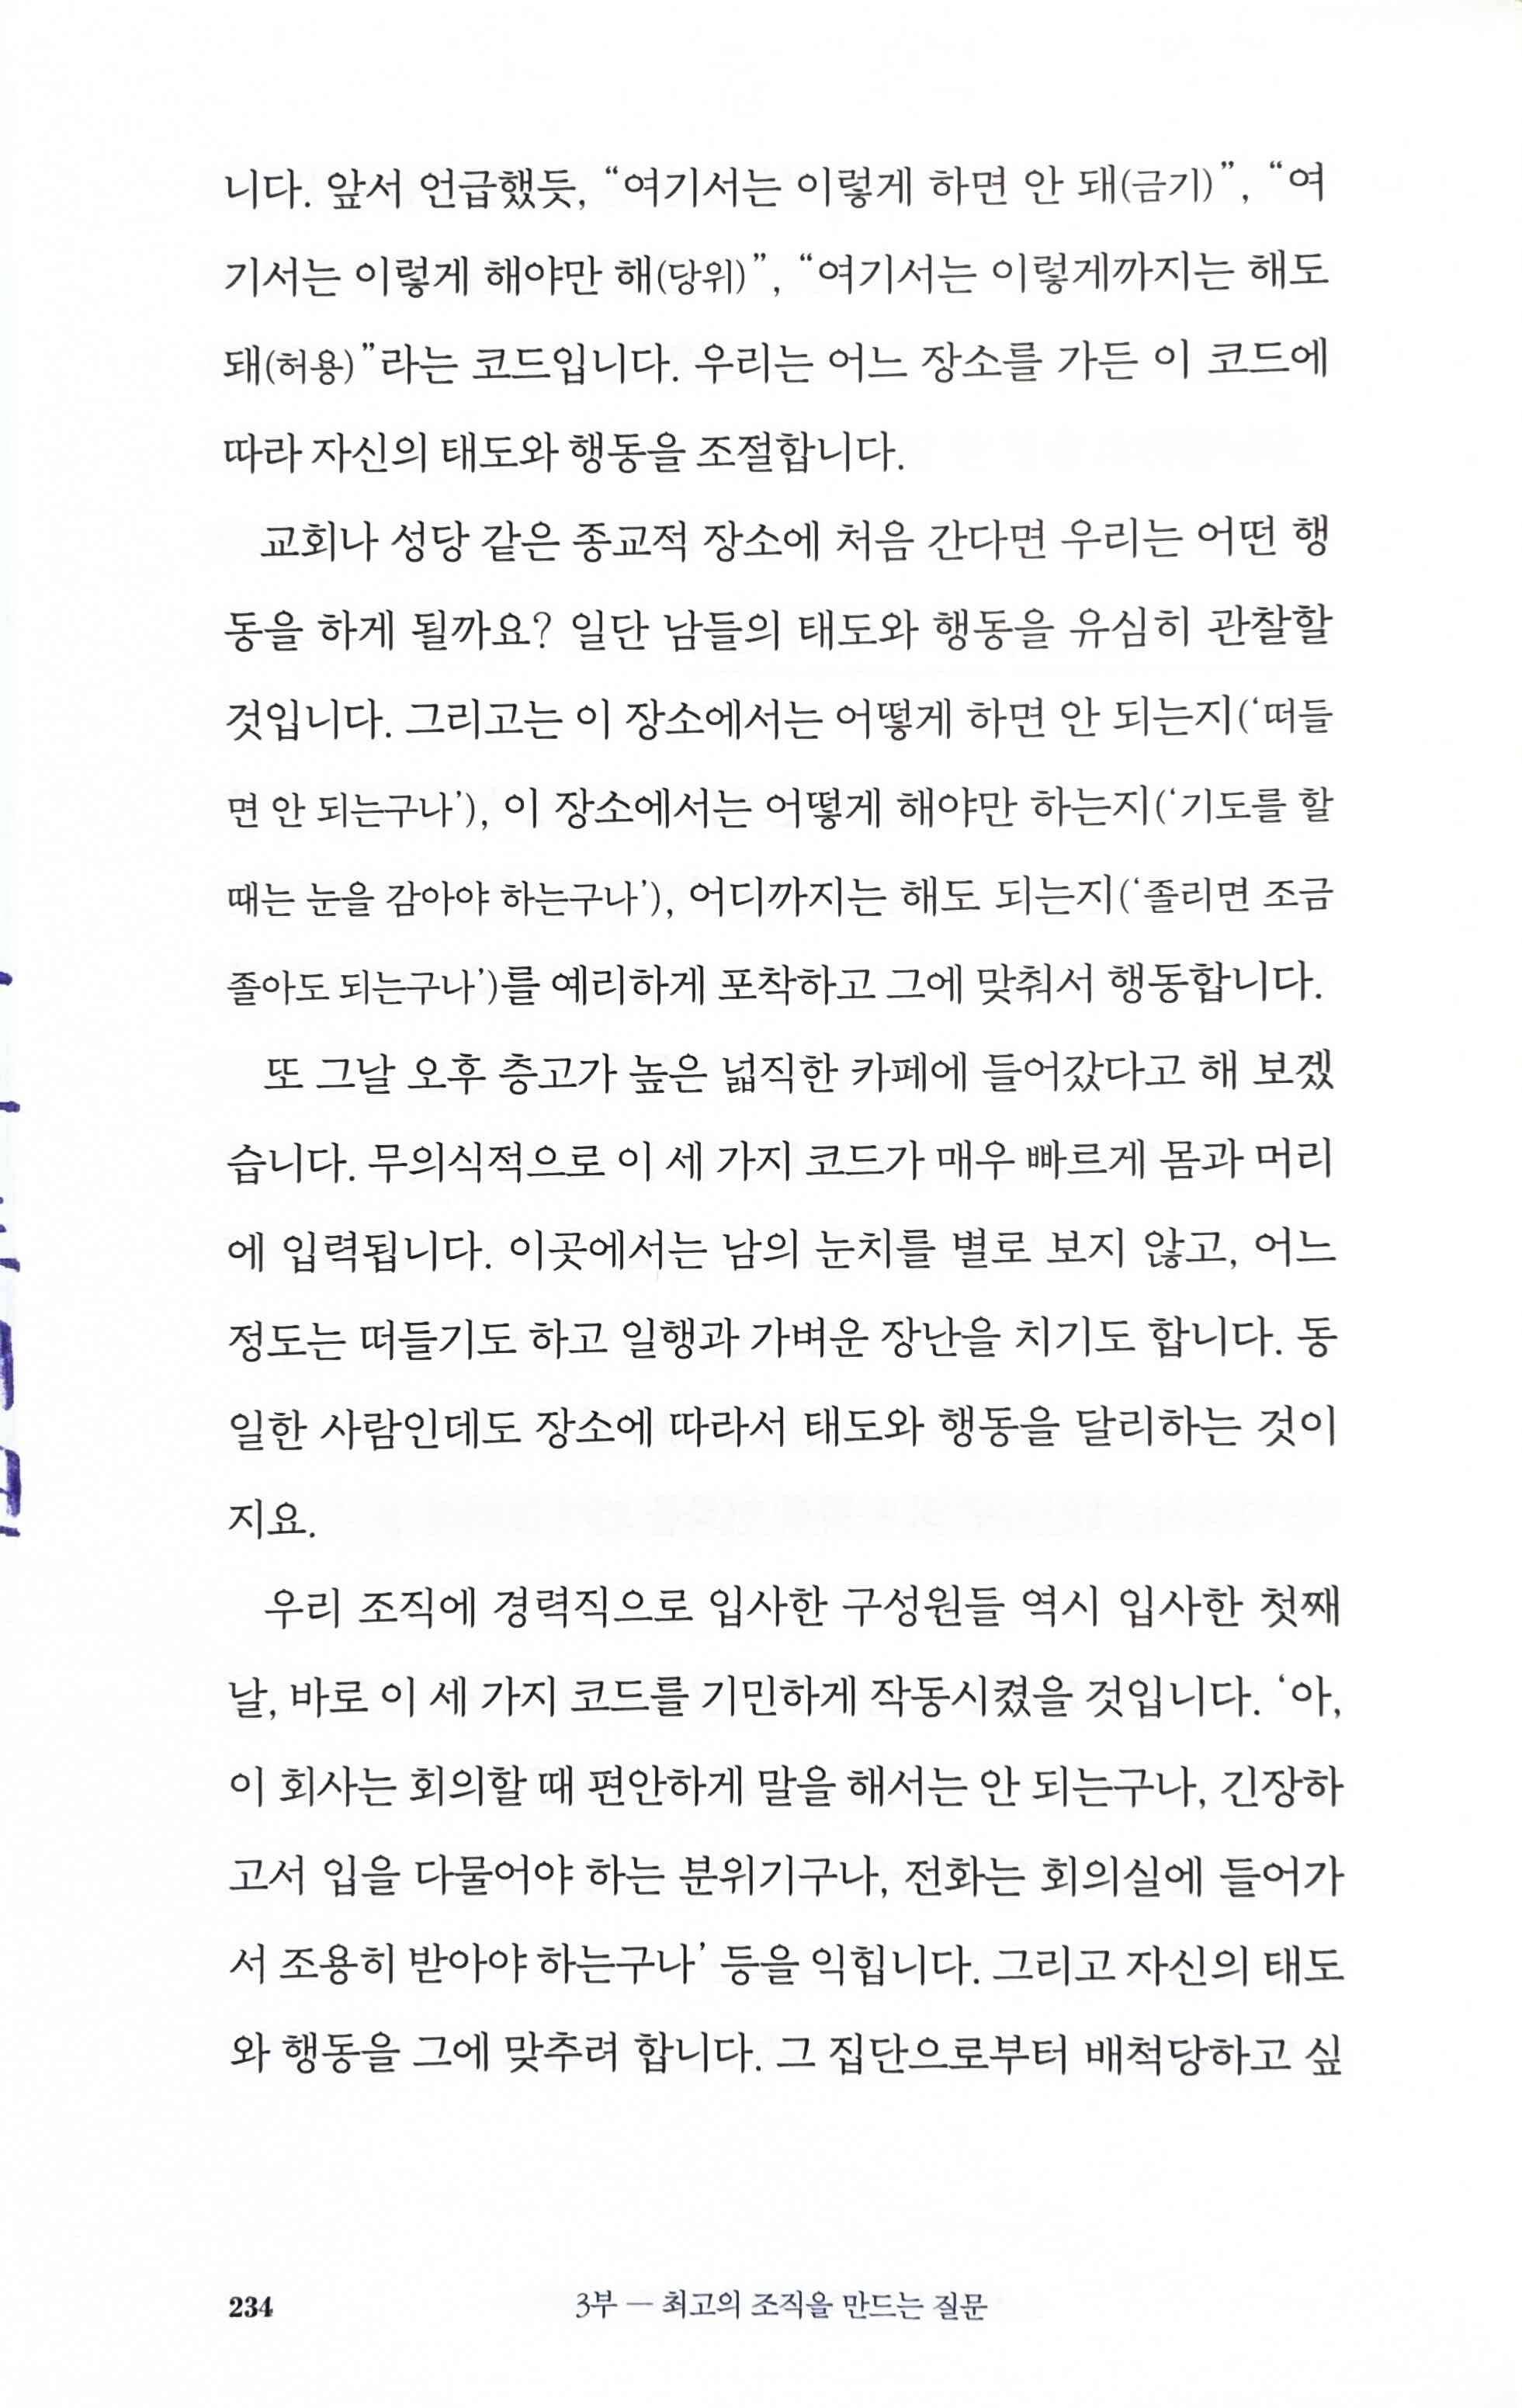 니다. 앞서 언급했듯, “여기서는 이렇게 하면 안 돼(금기)”, “여
기서는 이렇게 해야만 해(당위)”, “여기서는 이렇게까지는 해도
돼(허용)”라는 코드입니다. 우리는 어느 장소를 가든 이 코드에
따라 자신의 태도와 행동을 조절합니다.
교회나 성당 같은 종교적 장소에 처음 간다면 우리는 어떤 행
동을 하게 될까요? 일단 남들의 태도와 행동을 유심히 관찰할
것입니다. 그리고는 이 장소에서는 어떻게 하면 안 되는지(‘떠들
면 안 되는구나’), 이 장소에서는 어떻게 해야만 하는지(‘기도를 할
때는 눈을 감아야 하는구나’), 어디까지는 해도 되는지(‘졸리면 조금
졸아도 되는구나’)를 예리하게 포착하고 그에 맞춰서 행동합니다.
또 그날 오후 층고가 높은 넓직한 카페에 들어갔다고 해 보겠
습니다. 무의식적으로 이 세 가지 코드가 매우 빠르게 몸과 머리
에 입력됩니다. 이곳에서는 남의 눈치를 별로 보지 않고, 어느
정도는 떠들기도 하고 일행과 가벼운 장난을 치기도 합니다. 동
일한 사람인데도 장소에 따라서 태도와 행동을 달리하는 것이
지요.
우리 조직에 경력직으로 입사한 구성원들 역시 입사한 첫째
날, 바로 이 세 가지 코드를 기민하게 작동시켰을 것입니다. ‘아,
이 회사는 회의할 때 편안하게 말을 해서는 안 되는구나, 긴장하
고서 입을 다물어야 하는 분위기구나, 전화는 회의실에 들어가
서 조용히 받아야 하는구나’ 등을 익힙니다. 그리고 자신의 태도
와 행동을 그에 맞추려 합니다. 그 집단으로부터 배척당하고 싶
234 3부 — 최고의 조직을 만드는 질문